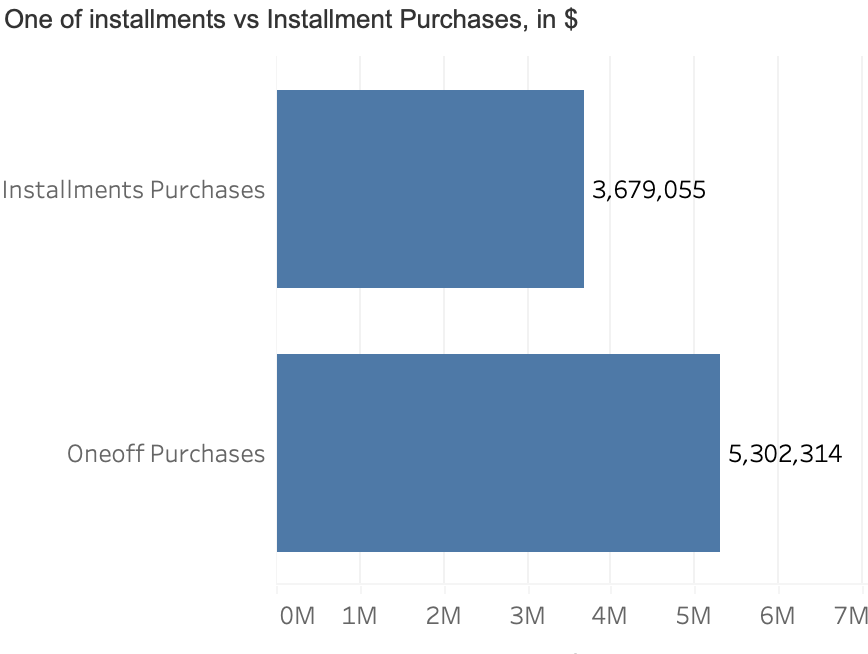 One of installments vs Installment Purchases, in $
Installments Purchases
3,679,055
Oneoff Purchases
5,302,314
0M 1M 2M 3M 4M 5M 6M 7M